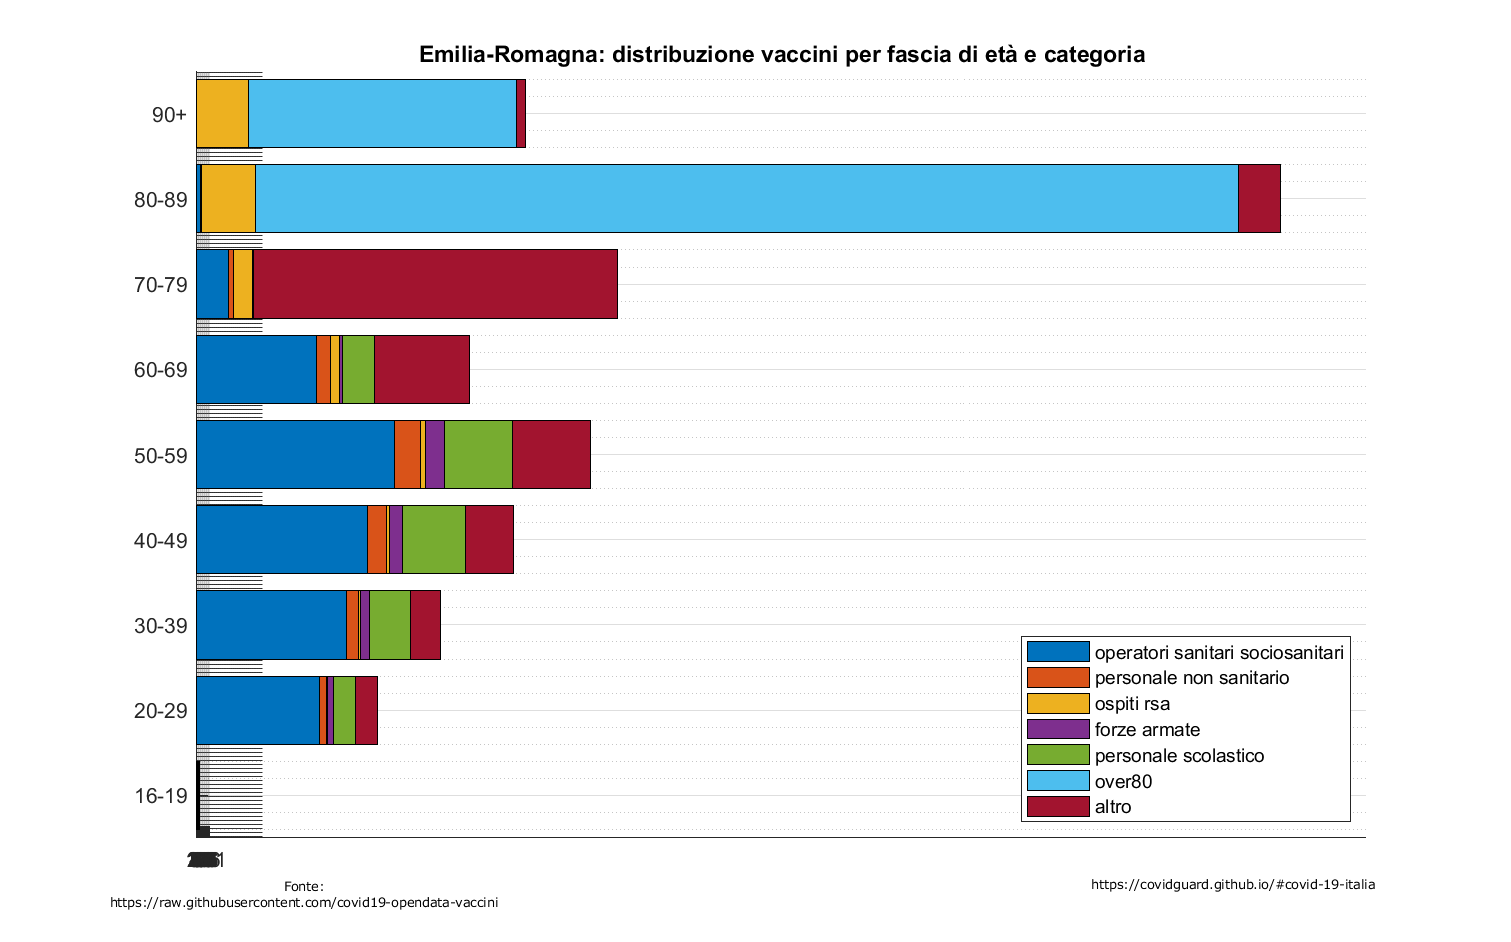 Emilia-Romagna: distribuzione vaccini per fascia di età e categoria
90+
80-89
70-79
60-69
50-59
40-49
30-39
20-29
16-19
operatori sanitari sociosanitari
personale non sanitario
ospiti rsa
forze armate
personale scolastico
over80
altro
Fonte:
https://raw.githubusercontent.com/covid19-opendata-vaccini
https://covidguard.github.io/#covid-19-italia